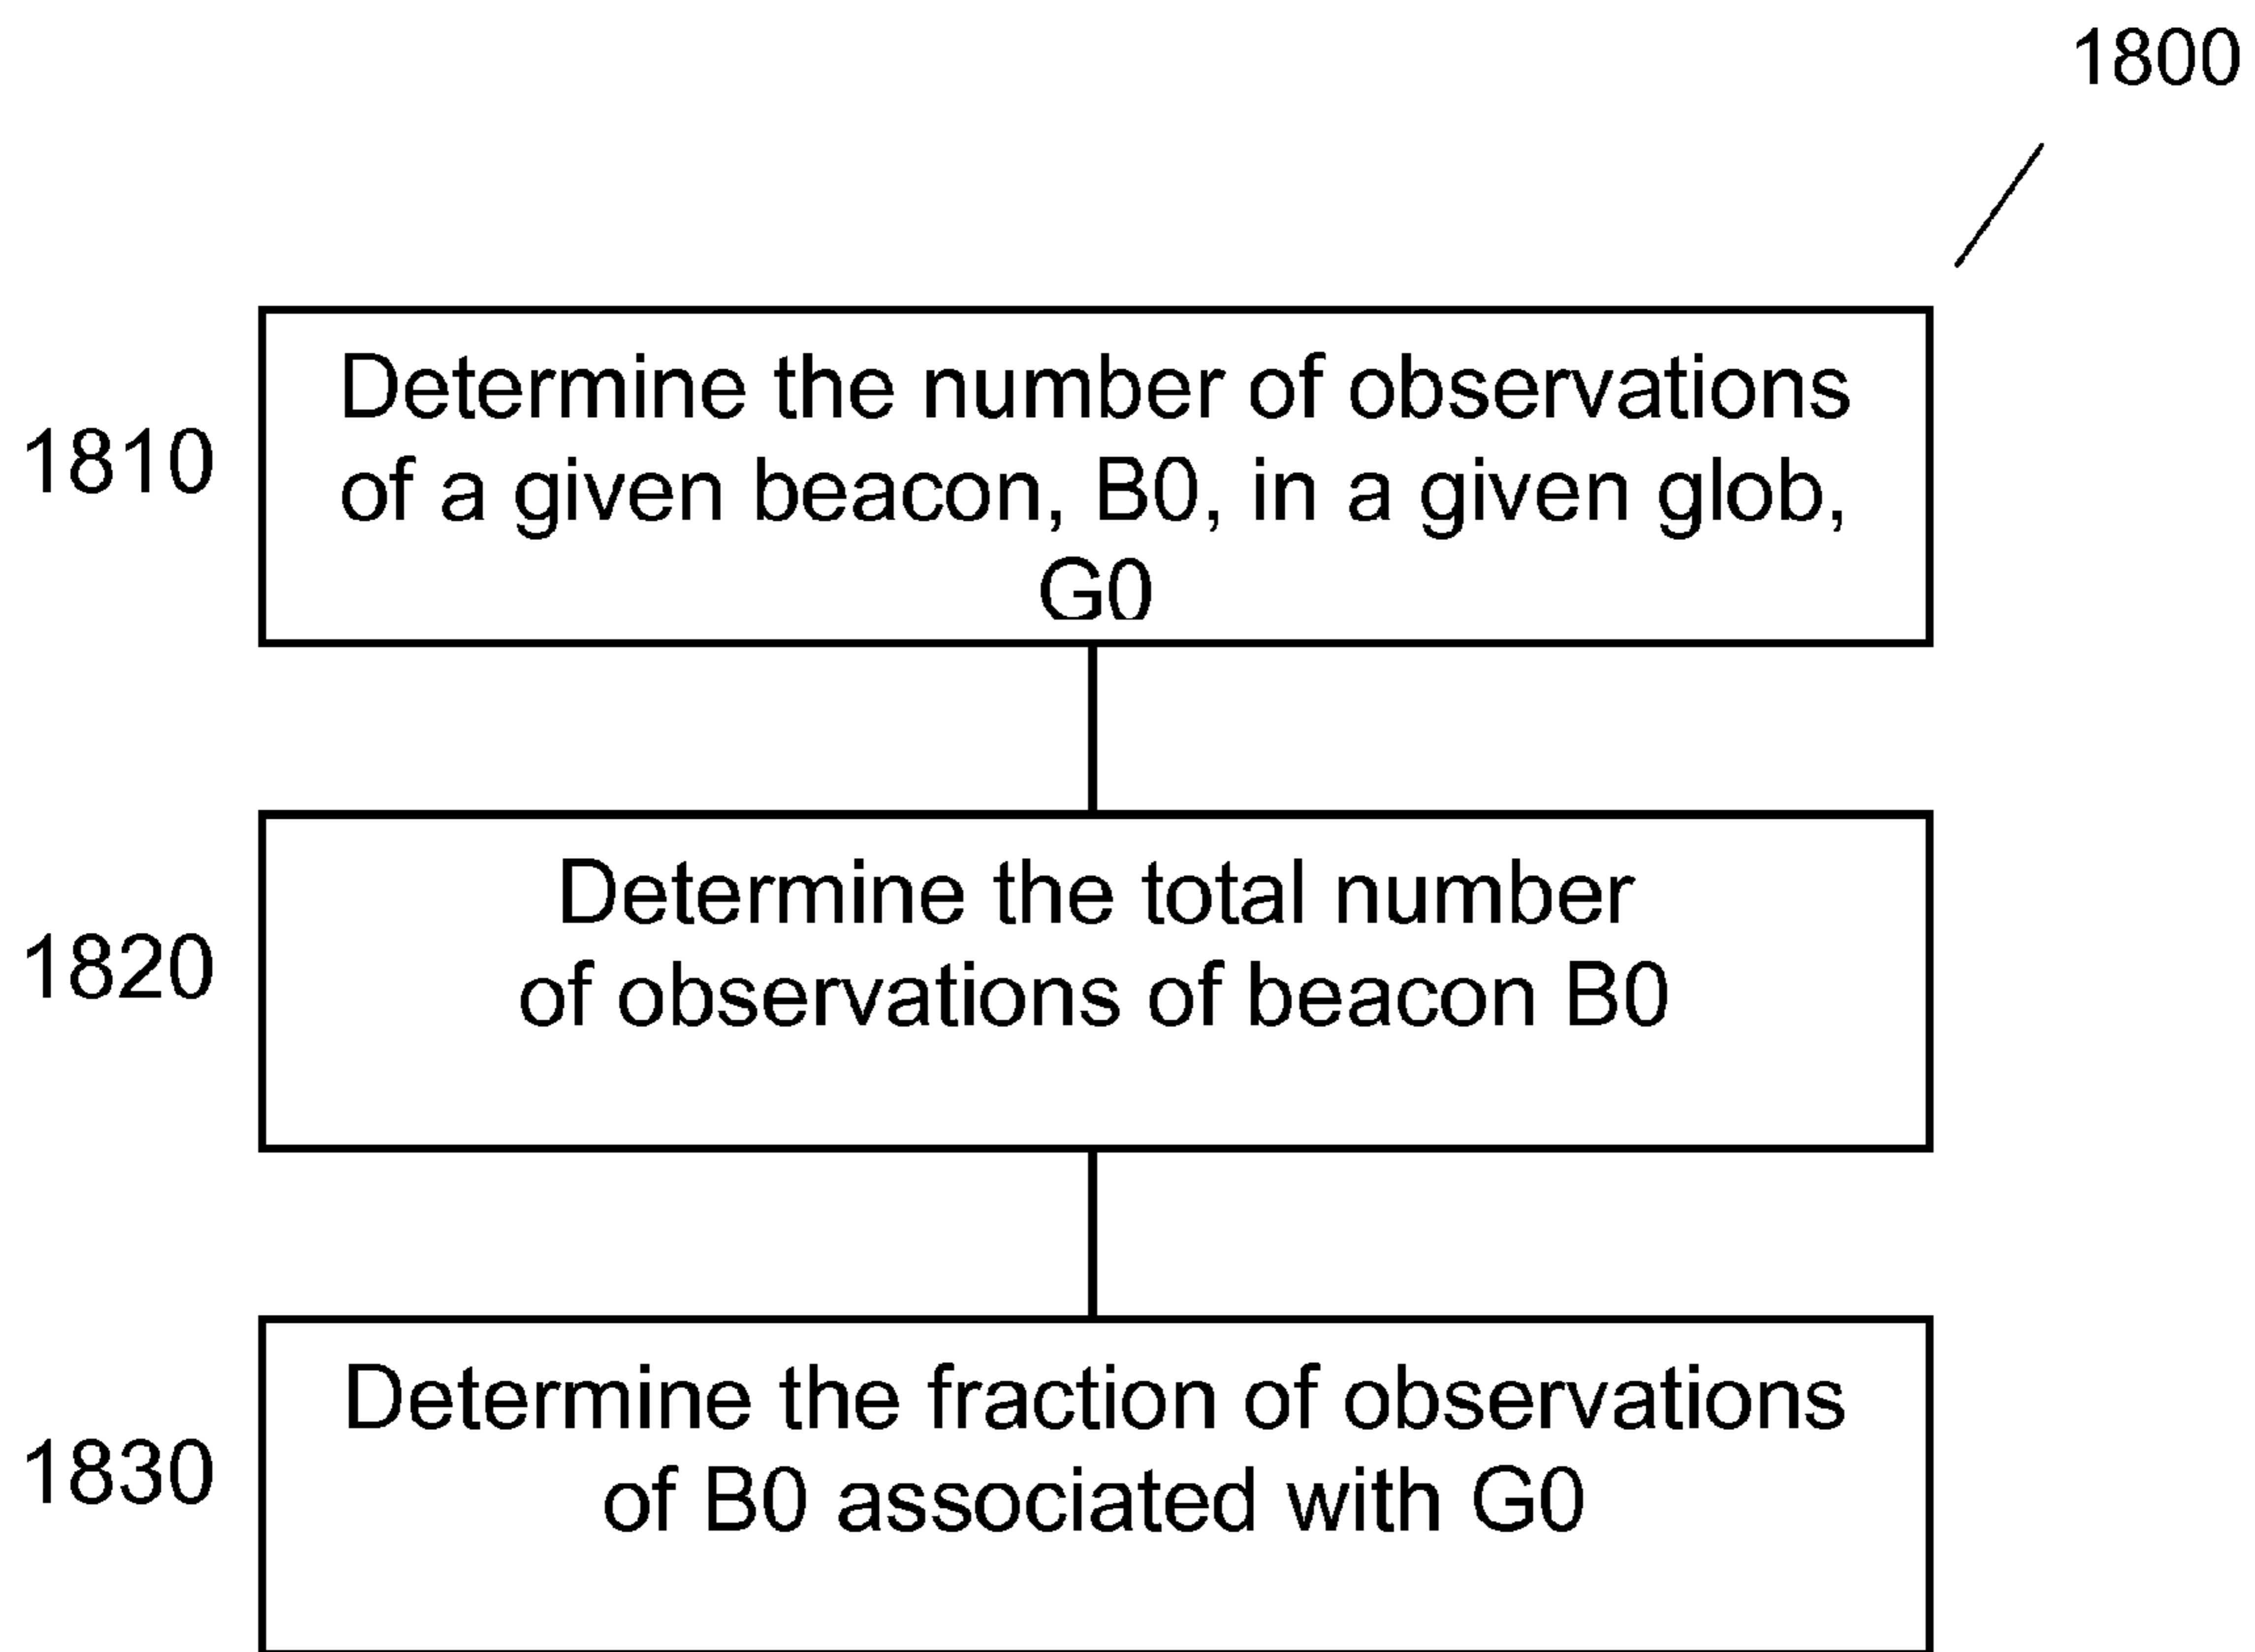 1800
1810
Determine the number of observations
of a given beacon, B0, in a given glob,
G0
1820
Determine the total number
of observations of beacon B0
1830
Determine the fraction of observations
of B0 associated with G0